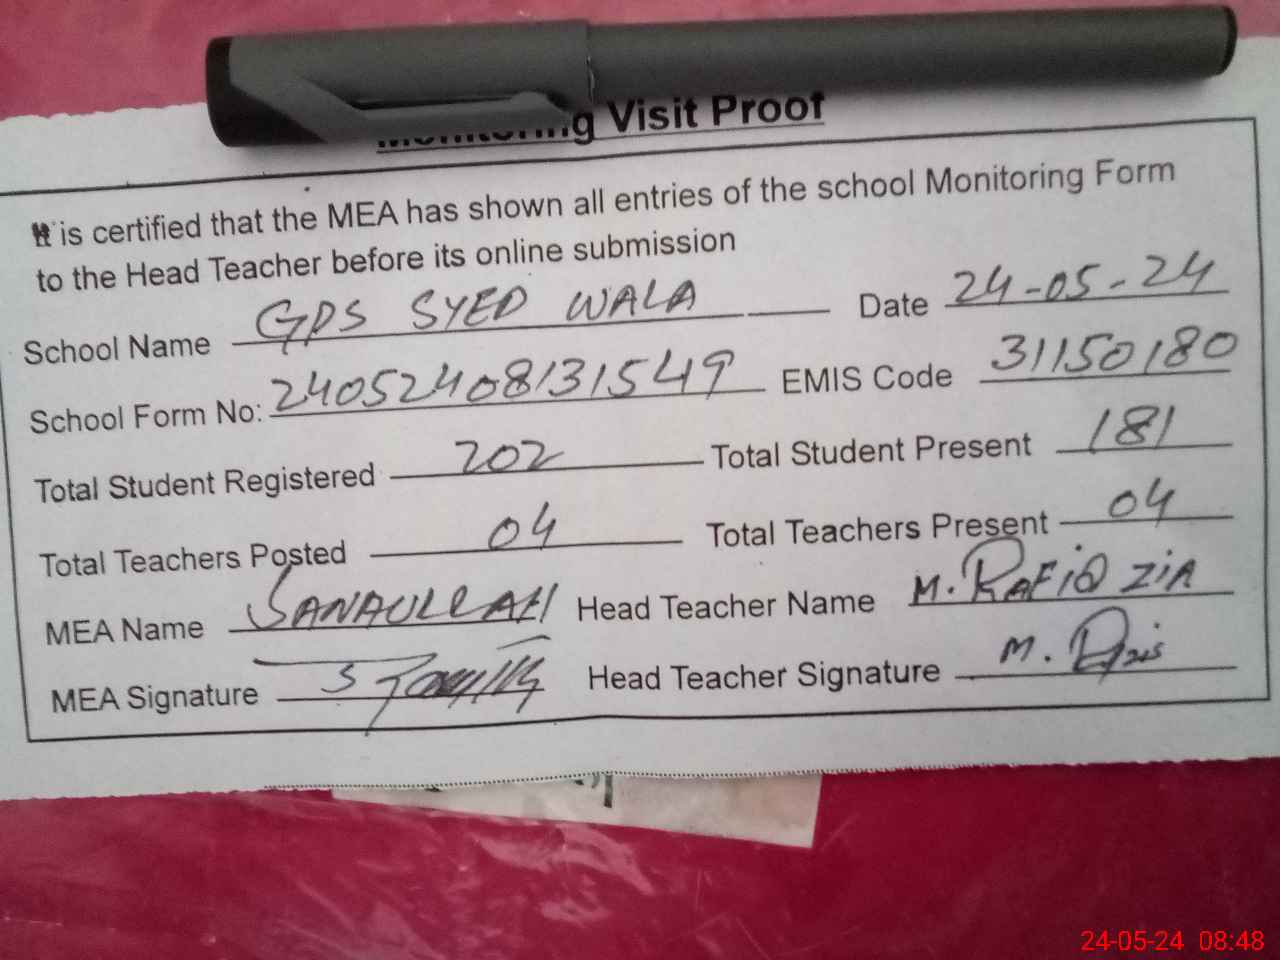 Monitoring Visit Proof
It is certified that the MEA has shown all entries of the school Monitoring Form
to the Head Teacher before its online submission
School Name GPS SYED WALA Date 24-05-24
School Form No: 24052408131549 EMIS Code 31150180
Total Student Registered 202 Total Student Present 181
Total Teachers Posted 04 Total Teachers Present 04
MEA Name SANAULLAH Head Teacher Name M. RAFiQ ZiA
MEA Signature Head Teacher Signature M.
24-05-24 08:48